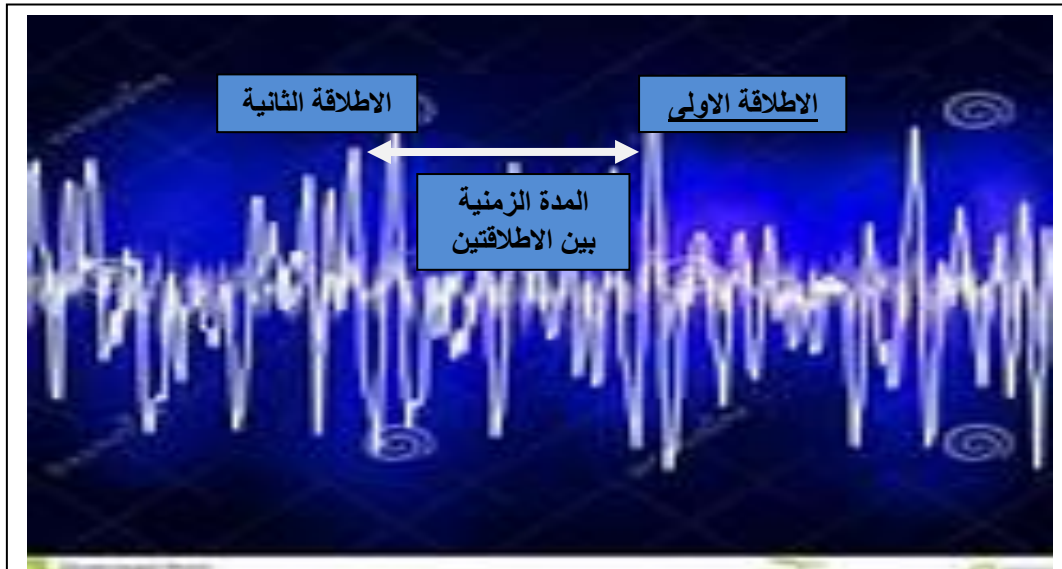 الاطلاقة الاولى
الاطلاقة الثانية
المدة الزمنية
بين الاطلاقتين